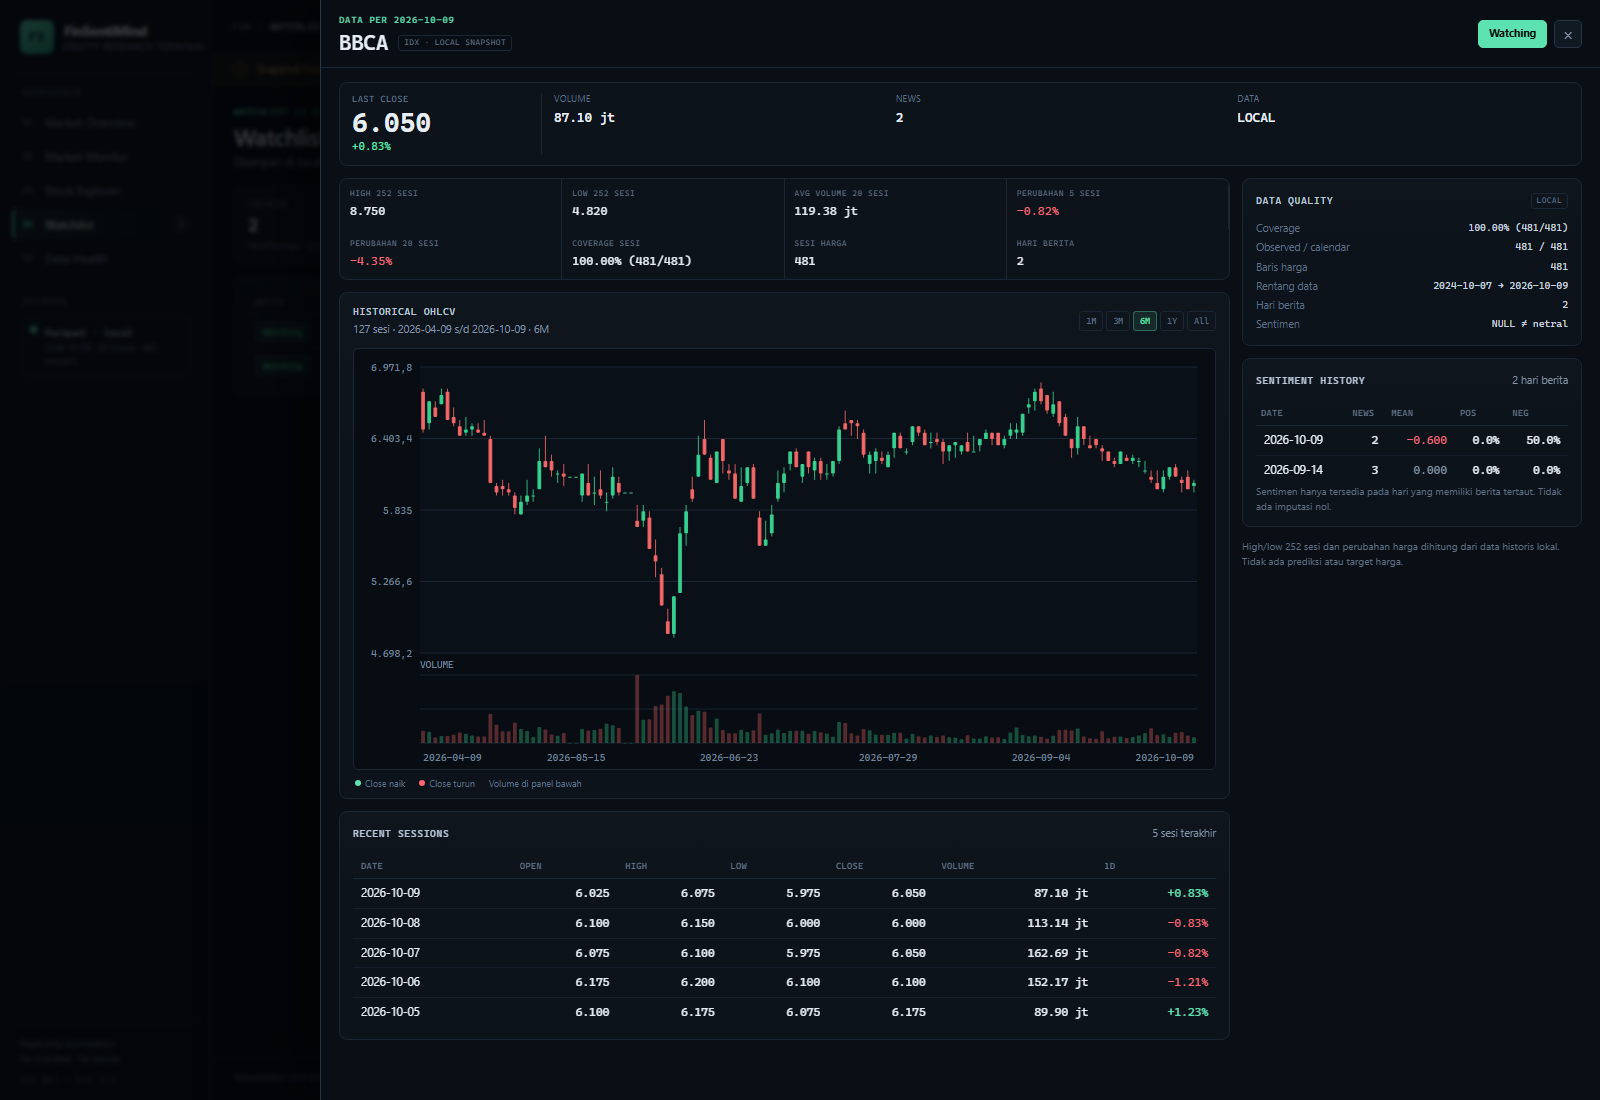 DATA PER 2026-10-09
BBCA IDX · LOCAL SNAPSHOT
Watching ×
LAST CLOSE VOLUME NEWS DATA
6.050 87.10 jt 2 LOCAL
+0.83%
HIGH 252 SESI LOW 252 SESI AVG VOLUME 20 SESI PERUBAHAN 5 SESI
8.750 4.820 119.38 jt −0.82%
PERUBAHAN 20 SESI COVERAGE SESI SESI HARGA HARI BERITA
−4.35% 100.00% (481/481) 481 2
HISTORICAL OHLCV
127 sesi · 2026-04-09 s/d 2026-10-09 · 6M
1M 3M 6M 1Y All
6.971,8
6.403,4
5.835
5.266,6
4.698,2
VOLUME
2026-04-09 2026-05-15 2026-06-23 2026-07-29 2026-09-04 2026-10-09
Close naik Close turun Volume di panel bawah
RECENT SESSIONS 5 sesi terakhir
DATE OPEN HIGH LOW CLOSE VOLUME 1D
2026-10-09 6.025 6.075 5.975 6.050 87.10 jt +0.83%
2026-10-08 6.100 6.150 6.000 6.000 113.14 jt −0.83%
2026-10-07 6.075 6.100 5.975 6.050 162.69 jt −0.82%
2026-10-06 6.175 6.200 6.100 6.100 152.17 jt −1.21%
2026-10-05 6.100 6.175 6.075 6.175 89.90 jt +1.23%
DATA QUALITY LOCAL
Coverage 100.00% (481/481)
Observed / calendar 481 / 481
Baris harga 481
Rentang data 2024-10-07 → 2026-10-09
Hari berita 2
Sentimen NULL ≠ netral
SENTIMENT HISTORY 2 hari berita
DATE NEWS MEAN POS NEG
2026-10-09 2 −0.600 0.0% 50.0%
2026-09-14 3 0.000 0.0% 0.0%
Sentimen hanya tersedia pada hari yang memiliki berita tertaut. Tidak
ada imputasi nol.
High/low 252 sesi dan perubahan harga dihitung dari data historis lokal.
Tidak ada prediksi atau target harga.
FinSentiMind
Market Overview
Market Monitor
Stock Explorer
Watchlist
Data Health